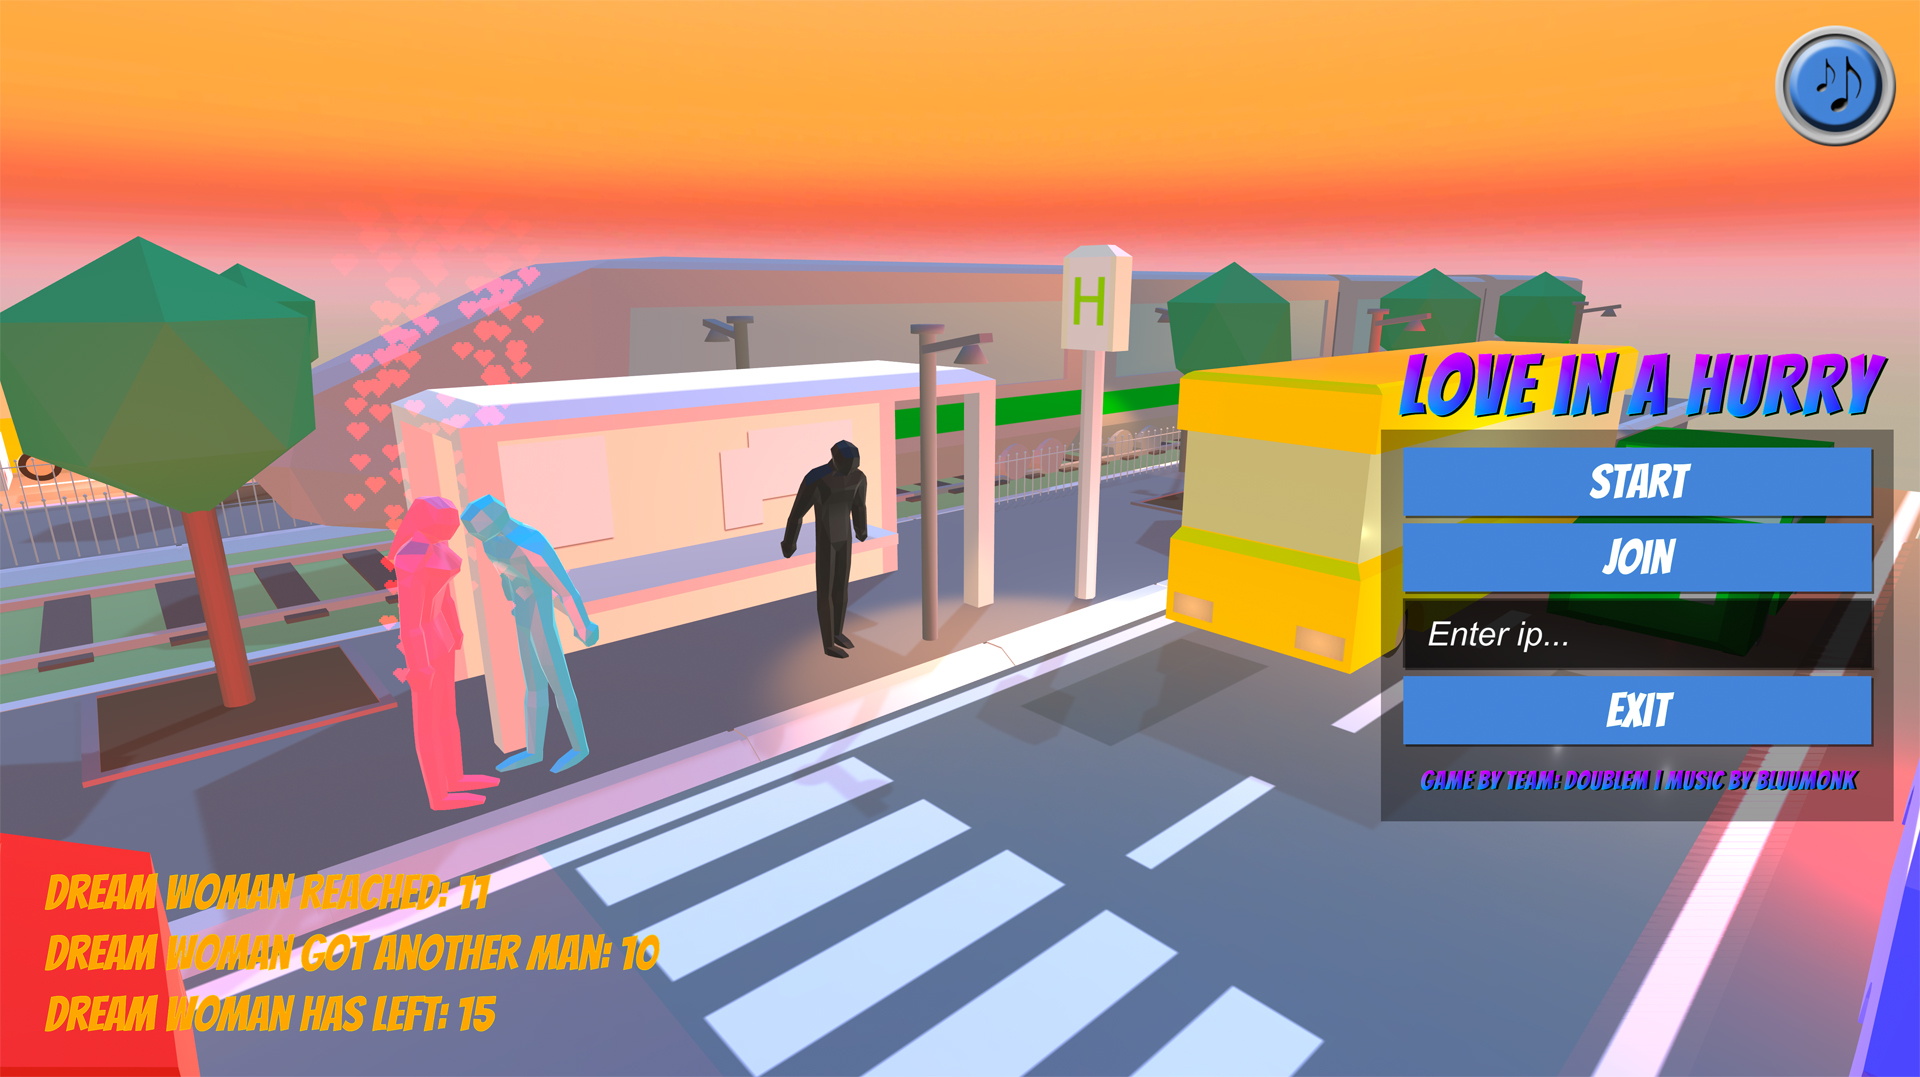 H
LOVE IN A HURRY
START
JOIN
Enter ip...
EXIT
GAME BY TEAM: DOUBLEM | MUSIC BY BLUUMONK
DREAM WOMAN REACHED: 11
DREAM WOMAN GOT ANOTHER MAN: 10
DREAM WOMAN HAS LEFT: 15